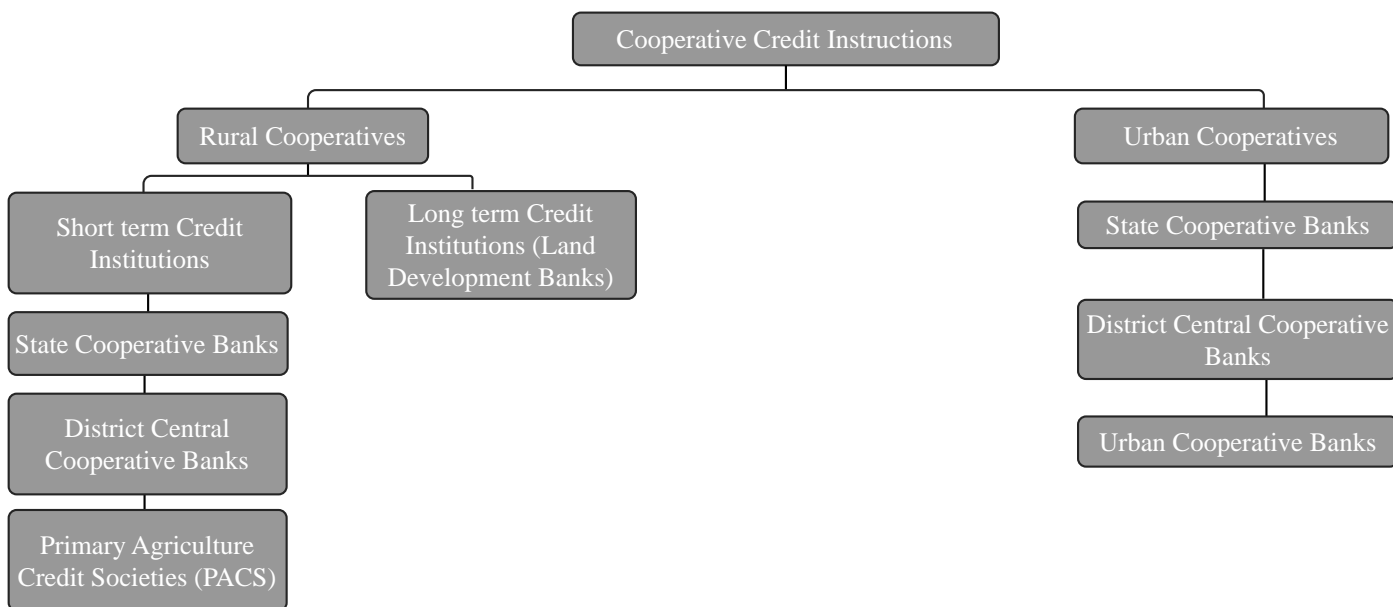 Cooperative Credit Instructions
Rural Cooperatives
Urban Cooperatives
Short term Credit
Institutions
Long term Credit
Institutions (Land
Development Banks)
State Cooperative Banks
District Central
Cooperative Banks
Primary Agriculture
Credit Societies (PACS)
State Cooperative Banks
District Central Cooperative
Banks
Urban Cooperative Banks